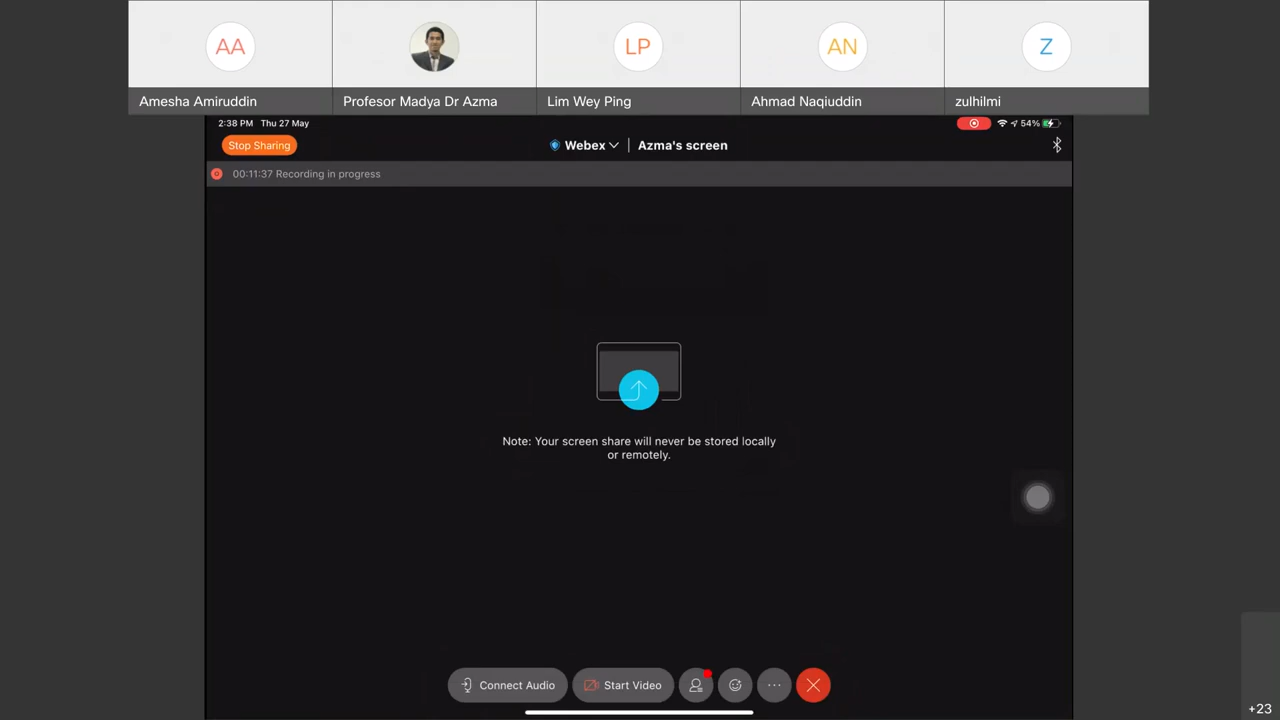 AA
LP
AN
Z
Amesha Amiruddin
Profesor Madya Dr Azma
Lim Wey Ping
Ahmad Naqiuddin
zulhilmi
2:38 PM Thu 27 May
54%
Stop Sharing
Webex
Azma's screen
00:11:37 Recording in progress
Note: Your screen share will never be stored locally
or remotely.
Connect Audio
Start Video
+23